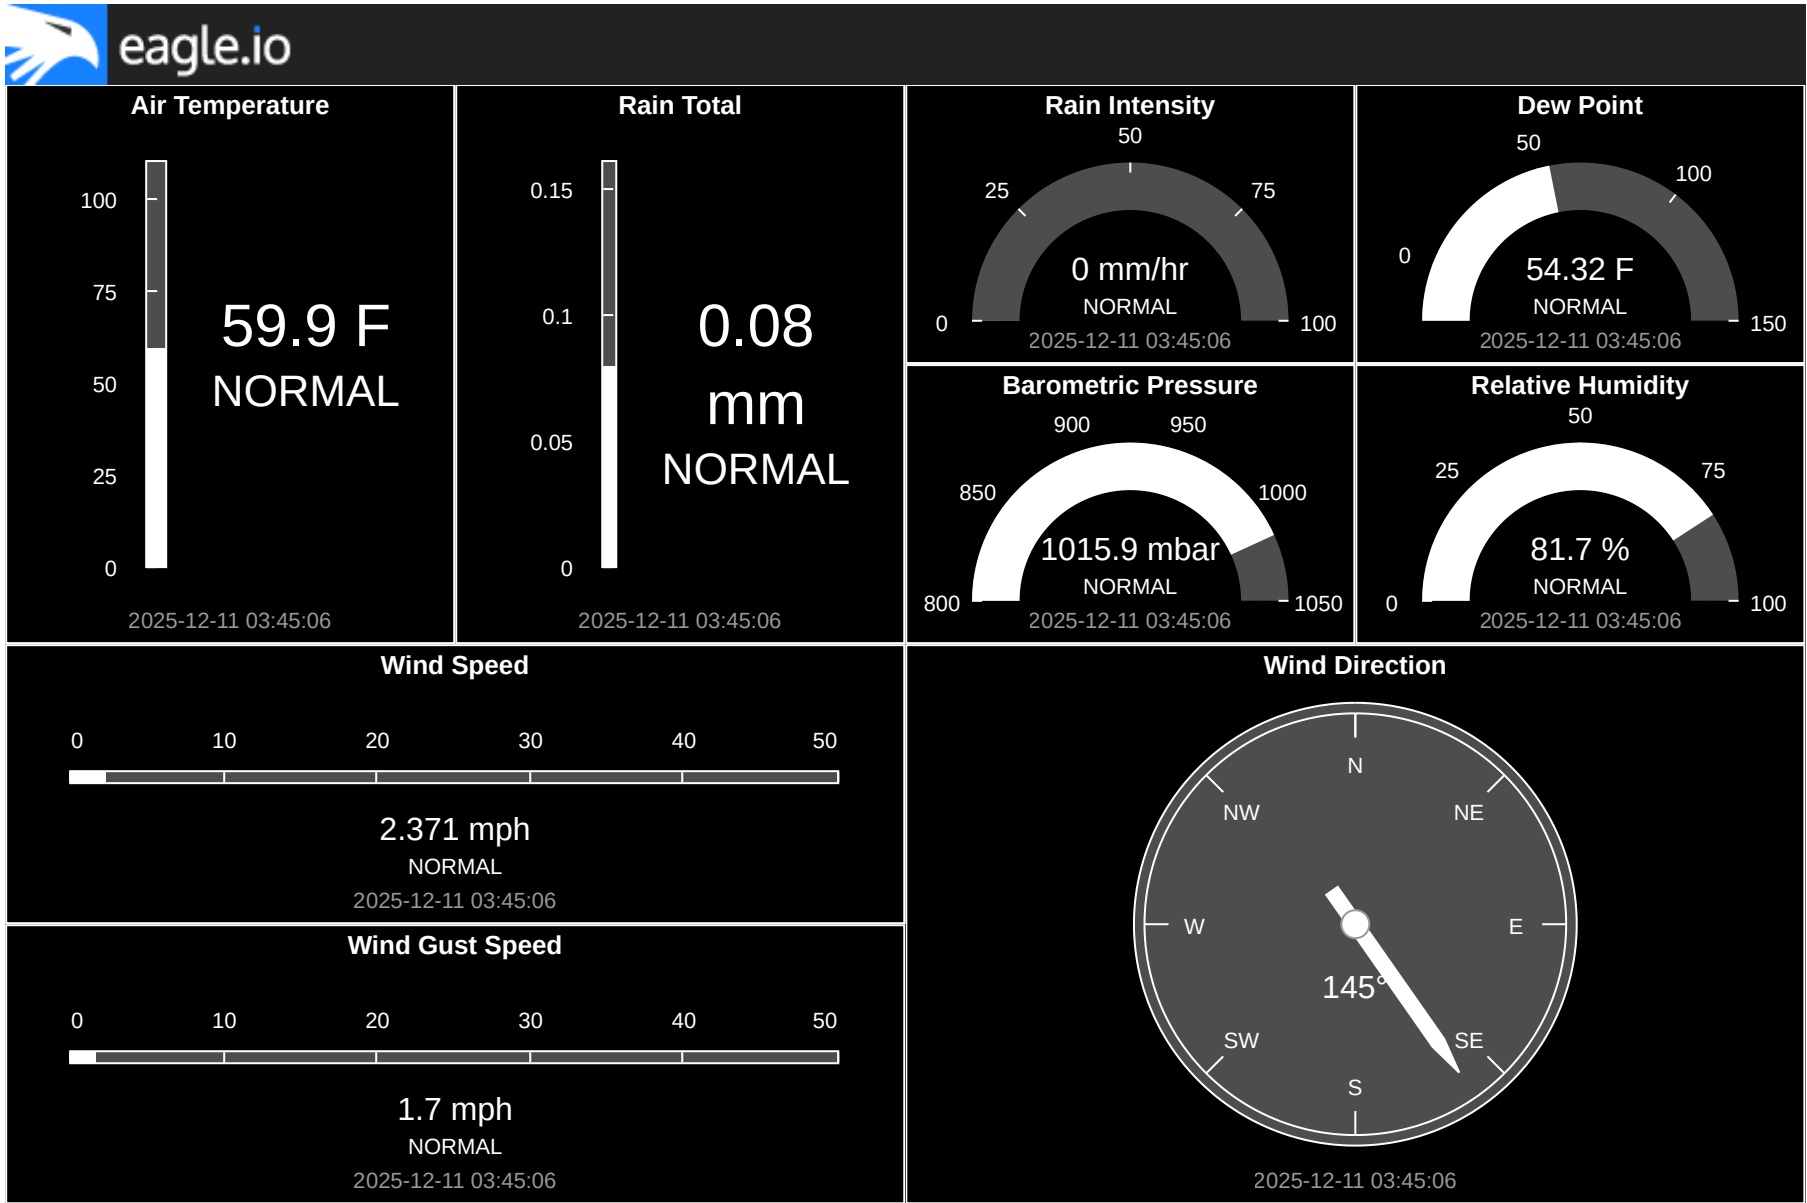 eagle.io
Air Temperature
100
75
50
25
0
59.9 F
NORMAL
2025-12-11 03:45:06
Rain Total
0.15
0.1
0.05
0
0.08
mm
NORMAL
2025-12-11 03:45:06
Rain Intensity
0
25
50
75
100
0 mm/hr
NORMAL
2025-12-11 03:45:06
Dew Point
0
50
100
150
54.32 F
NORMAL
2025-12-11 03:45:06
Barometric Pressure
800
850
900
950
1000
1050
1015.9 mbar
NORMAL
2025-12-11 03:45:06
Relative Humidity
0
25
50
75
100
81.7 %
NORMAL
2025-12-11 03:45:06
Wind Speed
0 10 20 30 40 50
2.371 mph
NORMAL
2025-12-11 03:45:06
Wind Gust Speed
0 10 20 30 40 50
1.7 mph
NORMAL
2025-12-11 03:45:06
Wind Direction
N
NW NE
W E
145°
SW SE
S
2025-12-11 03:45:06